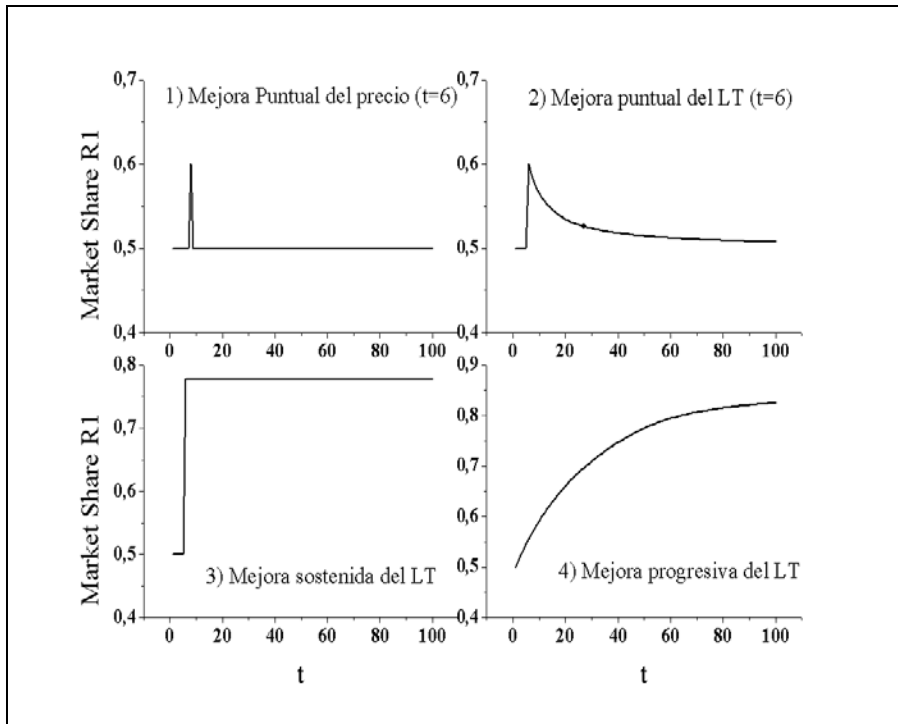 0,7
1) Mejora Puntual del precio (t=6)
0,6
0,5
0,4
0 20 40 60 80 100
Market Share R1
0,7
2) Mejora puntual del LT (t=6)
0,6
0,5
0,4
0 20 40 60 80 100
0,8
0,7
0,6
0,5
0,4
3) Mejora sostenida del LT
0 20 40 60 80 100
Market Share R1
t
0,9
0,8
0,7
0,6
0,5
0,4
4) Mejora progresiva del LT
0 20 40 60 80 100
t